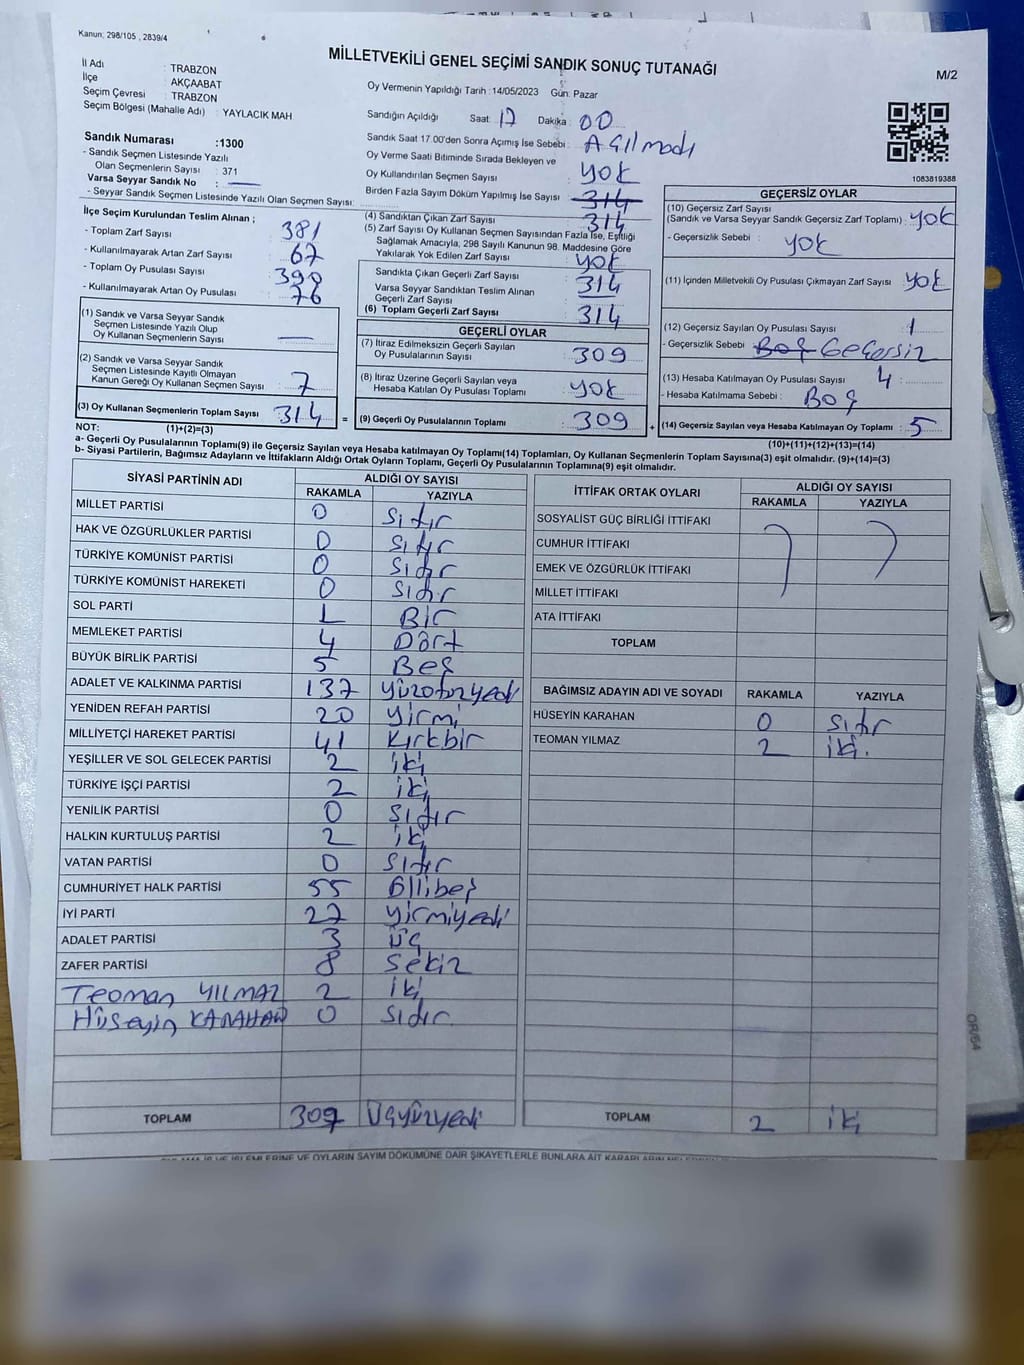 Kanun: 298/105 , 2839/4
MİLLETVEKİLİ GENEL SEÇİMİ SANDIK SONUÇ TUTANAĞI
M/2
İl Adı : TRABZON
İlçe : AKÇAABAT
Seçim Çevresi : TRABZON
Seçim Bölgesi (Mahalle Adı) : YAYLACIK MAH
Oy Vermenin Yapıldığı Tarih :14/05/2023 Gün: Pazar
Sandığın Açıldığı Saat: 17 Dakika: 00
Sandık Numarası :1300
- Sandık Seçmen Listesinde Yazılı
Olan Seçmenlerin Sayısı : 371
Varsa Seyyar Sandık No : —
- Seyyar Sandık Seçmen Listesinde Yazılı Olan Seçmen Sayısı:
Sandık Saat 17.00'den Sonra Açımış İse Sebebi : Açılmadı
Oy Verme Saati Bitiminde Sırada Bekleyen ve
Oy Kullandırılan Seçmen Sayısı : yok
Birden Fazla Sayım Döküm Yapılmış İse Sayısı : 314
1083819388
İlçe Seçim Kurulundan Teslim Alınan ;
- Toplam Zarf Sayısı : 381
- Kullanılmayarak Artan Zarf Sayısı : 67
- Toplam Oy Pusulası Sayısı : 390
- Kullanılmayarak Artan Oy Pusulası : 76
(1) Sandık ve Varsa Seyyar Sandık
Seçmen Listesinde Yazılı Olup
Oy Kullanan Seçmenlerin Sayısı : —
(2) Sandık ve Varsa Seyyar Sandık
Seçmen Listesinde Kayıtlı Olmayan
Kanun Gereği Oy Kullanan Seçmen Sayısı : 7
(3) Oy Kullanan Seçmenlerin Toplam Sayısı : 314 =
(1)+(2)=(3)
(4) Sandıktan Çıkan Zarf Sayısı : 314
(5) Zarf Sayısı Oy Kullanan Seçmen Sayısından Fazla İse, Eşitliği
Sağlamak Amacıyla, 298 Sayılı Kanunun 98. Maddesine Göre
Yakılarak Yok Edilen Zarf Sayısı : yok
Sandıkta Çıkan Geçerli Zarf Sayısı : 314
Varsa Seyyar Sandıktan Teslim Alınan
Geçerli Zarf Sayısı :
(6) Toplam Geçerli Zarf Sayısı : 314
GEÇERLİ OYLAR
(7) İtiraz Edilmeksizin Geçerli Sayılan
Oy Pusulalarının Sayısı : 309
(8) İtiraz Üzerine Geçerli Sayılan veya
Hesaba Katılan Oy Pusulası Toplamı : yok
(9) Geçerli Oy Pusulalarının Toplamı : 309 +
GEÇERSİZ OYLAR
(10) Geçersiz Zarf Sayısı
(Sandık ve Varsa Seyyar Sandık Geçersiz Zarf Toplamı) : yok
- Geçersizlik Sebebi : yok
(11) İçinden Milletvekili Oy Pusulası Çıkmayan Zarf Sayısı : yok
(12) Geçersiz Sayılan Oy Pusulası Sayısı : 1
- Geçersizlik Sebebi : Boş Geçersiz
(13) Hesaba Katılmayan Oy Pusulası Sayısı : 4
- Hesaba Katılmama Sebebi : Boş
(14) Geçersiz Sayılan veya Hesaba Katılmayan Oy Toplamı : 5
(10)+(11)+(12)+(13)=(14)
NOT:
a- Geçerli Oy Pusulalarının Toplamı(9) ile Geçersiz Sayılan veya Hesaba katılmayan Oy Toplamı(14) Toplamları, Oy Kullanan Seçmenlerin Toplam Sayısına(3) eşit olmalıdır. (9)+(14)=(3)
b- Siyasi Partilerin, Bağımsız Adayların ve İttifakların Aldığı Ortak Oyların Toplamı, Geçerli Oy Pusulalarının Toplamına(9) eşit olmalıdır.
SİYASİ PARTİNİN ADI ALDIĞI OY SAYISI
RAKAMLA YAZIYLA
MİLLET PARTİSİ 0 Sıfır
HAK VE ÖZGÜRLÜKLER PARTİSİ 0 Sıfır
TÜRKİYE KOMÜNİST PARTİSİ 0 Sıfır
TÜRKİYE KOMÜNİST HAREKETİ 0 Sıfır
SOL PARTİ 1 Bir
MEMLEKET PARTİSİ 4 Dört
BÜYÜK BİRLİK PARTİSİ 5 Beş
ADALET VE KALKINMA PARTİSİ 137 yüzotuzyedi
YENİDEN REFAH PARTİSİ 20 yirmi
MİLLİYETÇİ HAREKET PARTİSİ 41 Kırkbir
YEŞİLLER VE SOL GELECEK PARTİSİ 2 iki
TÜRKİYE İŞÇİ PARTİSİ 2 iki
YENİLİK PARTİSİ 0 Sıfır
HALKIN KURTULUŞ PARTİSİ 2 iki
VATAN PARTİSİ 0 Sıfır
CUMHURİYET HALK PARTİSİ 55 Ellibeş
İYİ PARTİ 27 yirmiyedi
ADALET PARTİSİ 3 üç
ZAFER PARTİSİ 8 Sekiz
Teoman YILMAZ 2 iki
Hüseyin KARAHAN 0 Sıfır
TOPLAM 307 Üçyüzyedi
İTTİFAK ORTAK OYLARI ALDIĞI OY SAYISI
RAKAMLA YAZIYLA
SOSYALİST GÜÇ BİRLİĞİ İTTİFAKI
CUMHUR İTTİFAKI
EMEK VE ÖZGÜRLÜK İTTİFAKI
MİLLET İTTİFAKI
ATA İTTİFAKI
TOPLAM
BAĞIMSIZ ADAYIN ADI VE SOYADI RAKAMLA YAZIYLA
HÜSEYİN KARAHAN 0 Sıfır
TEOMAN YILMAZ 2 iki.
TOPLAM 2 iki
OR/64